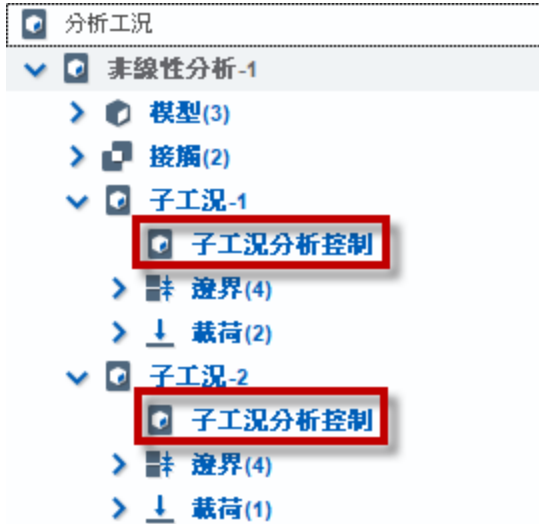 分析工況
非線性分析-1
模型(3)
接觸(2)
子工況-1
子工況分析控制
邊界(4)
載荷(2)
子工況-2
子工況分析控制
邊界(4)
載荷(1)